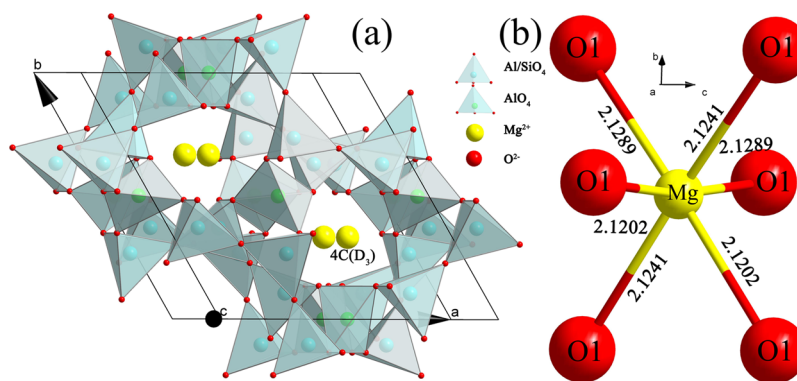 (a)
b
a
c
4C(D₃)
Al/SiO₄
AlO₄
Mg²⁺
O²⁻
(b)
b
a
c
O1
O1
2.1289
2.1241
2.1289
O1
Mg
O1
2.1202
2.1241
2.1202
O1
O1